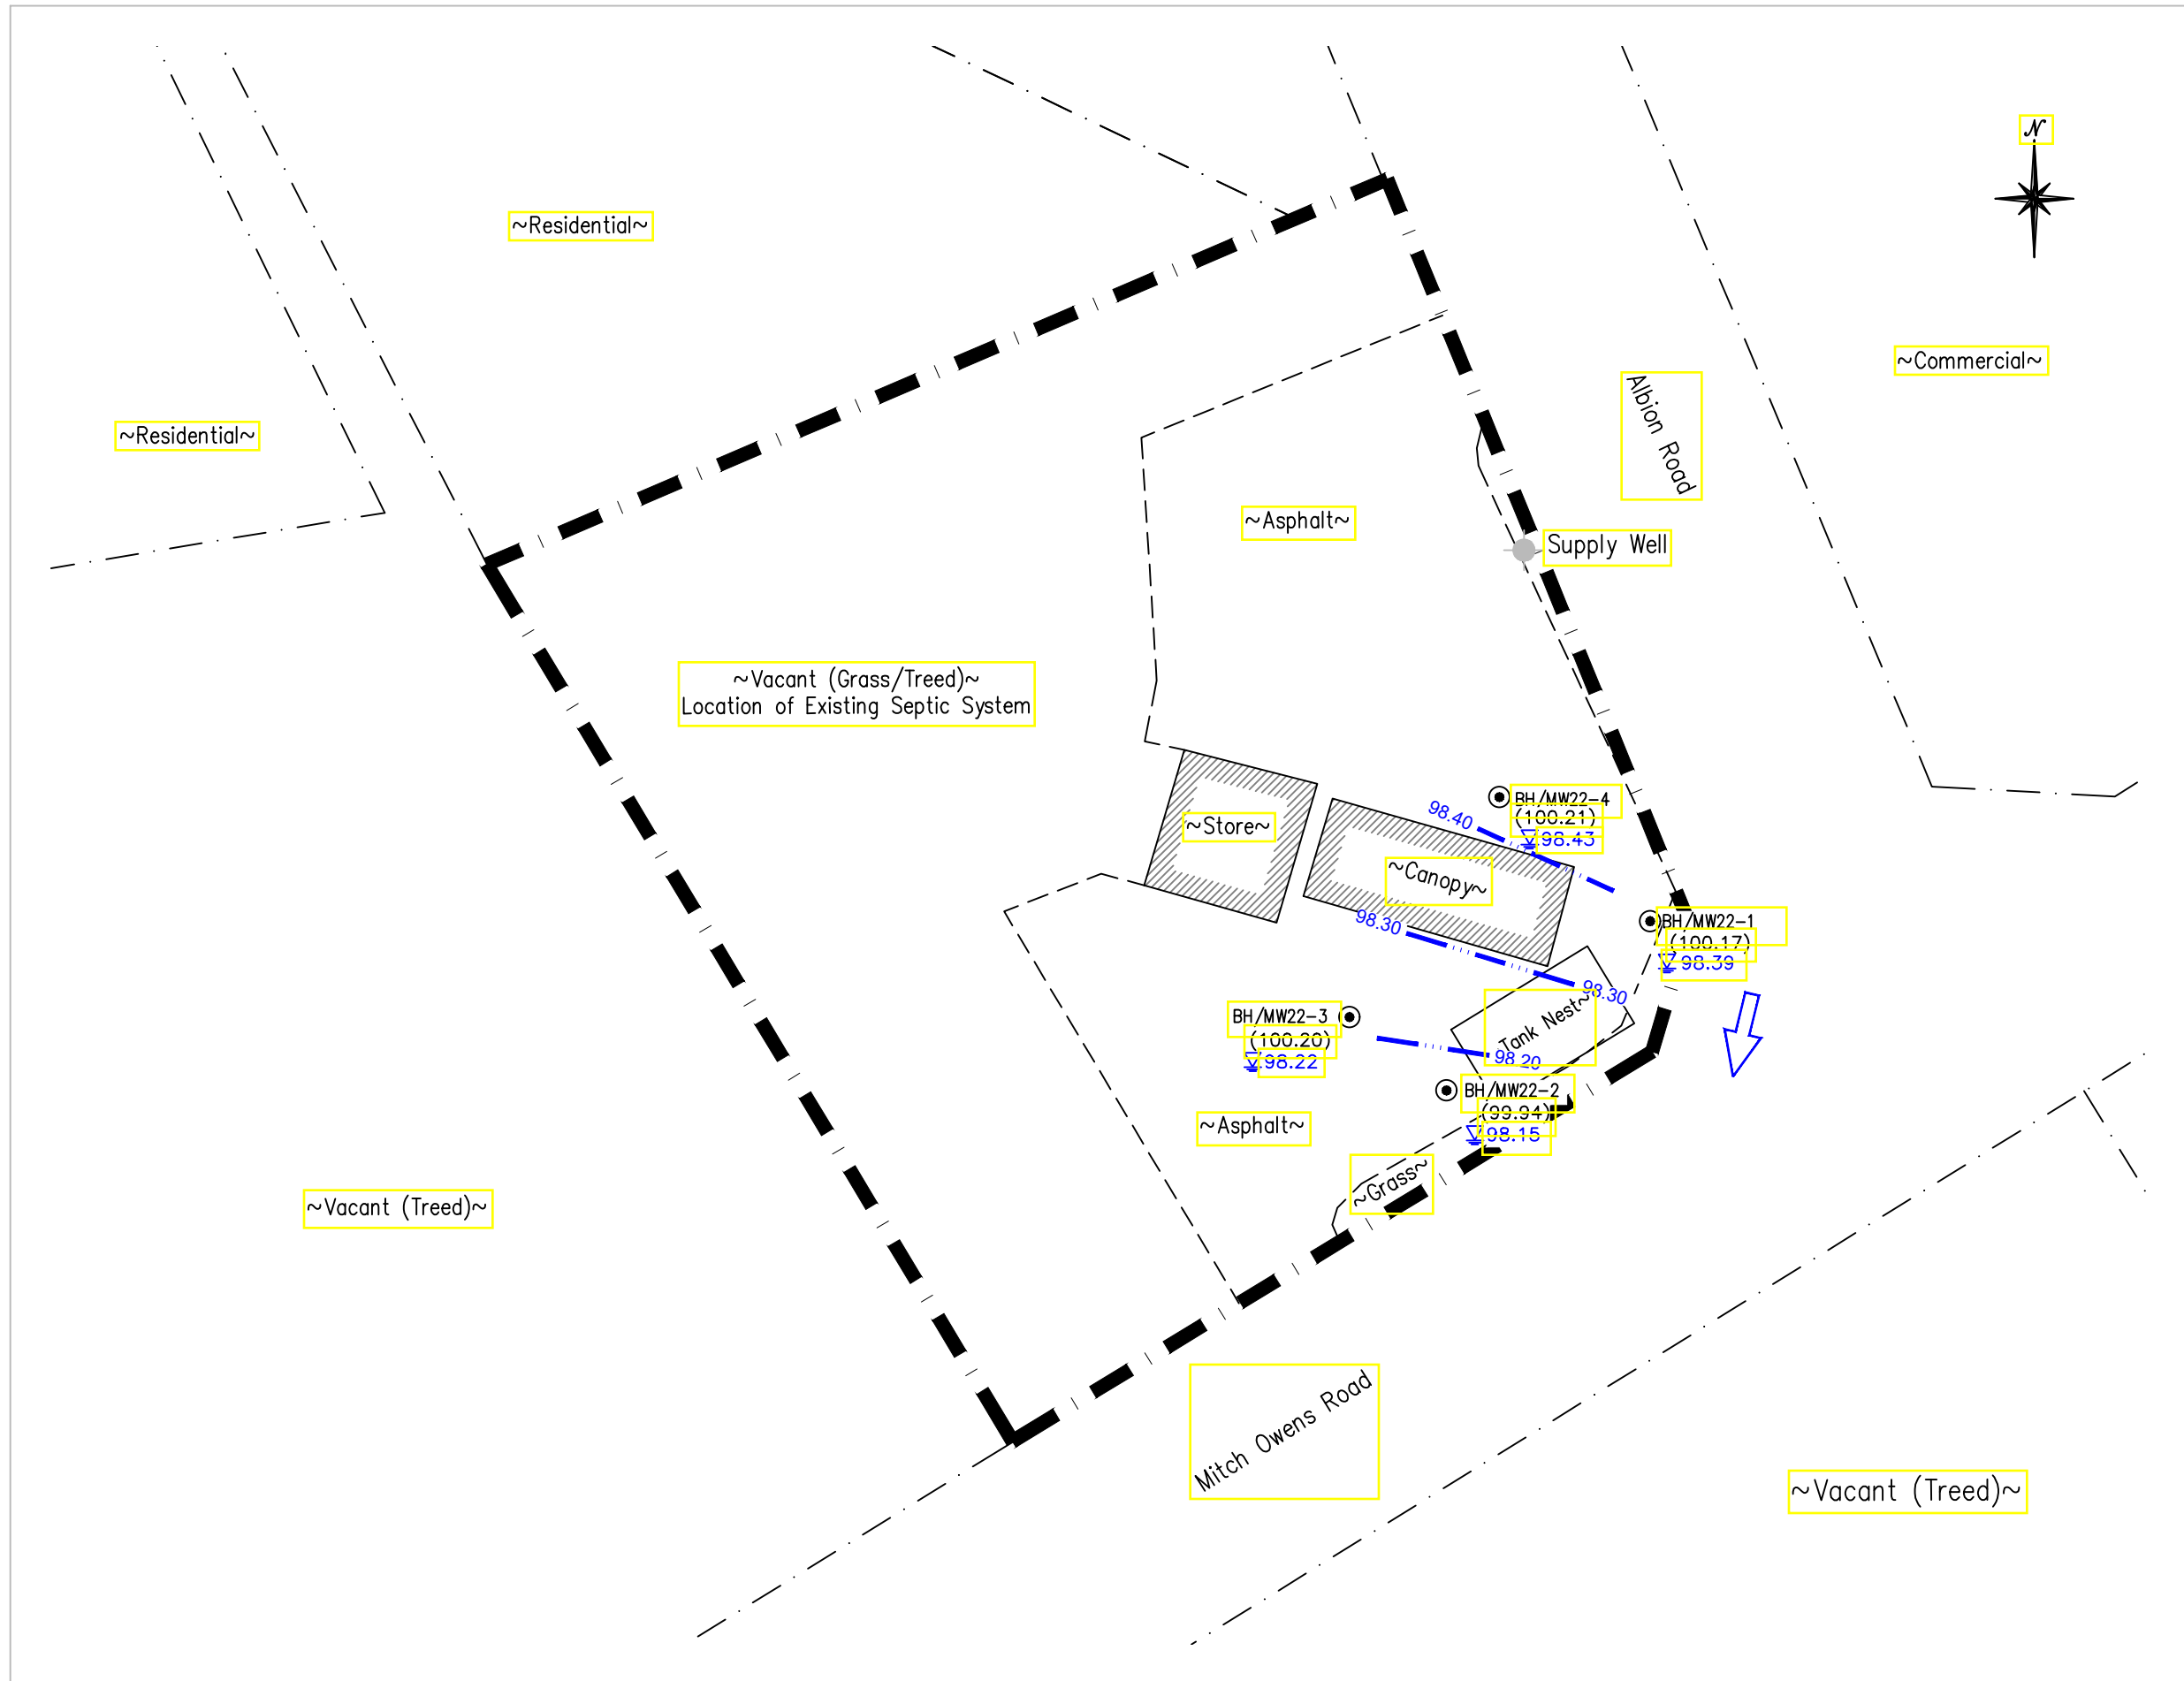 N
~Residential~
~Commercial~
Albion Road
~Residential~
~Asphalt~
Supply Well
~Vacant (Grass/Treed)~
Location of Existing Septic System
98.40
BH/MW22-4
(100.21)
98.43
~Store~
~Canopy~
98.30
BH/MW22-1
(100.17)
98.39
98.30
~Tank Nest~
BH/MW22-3
(100.20)
98.22
98.20
BH/MW22-2
(99.94)
98.15
~Asphalt~
~Grass~
~Vacant (Treed)~
Mitch Owens Road
~Vacant (Treed)~